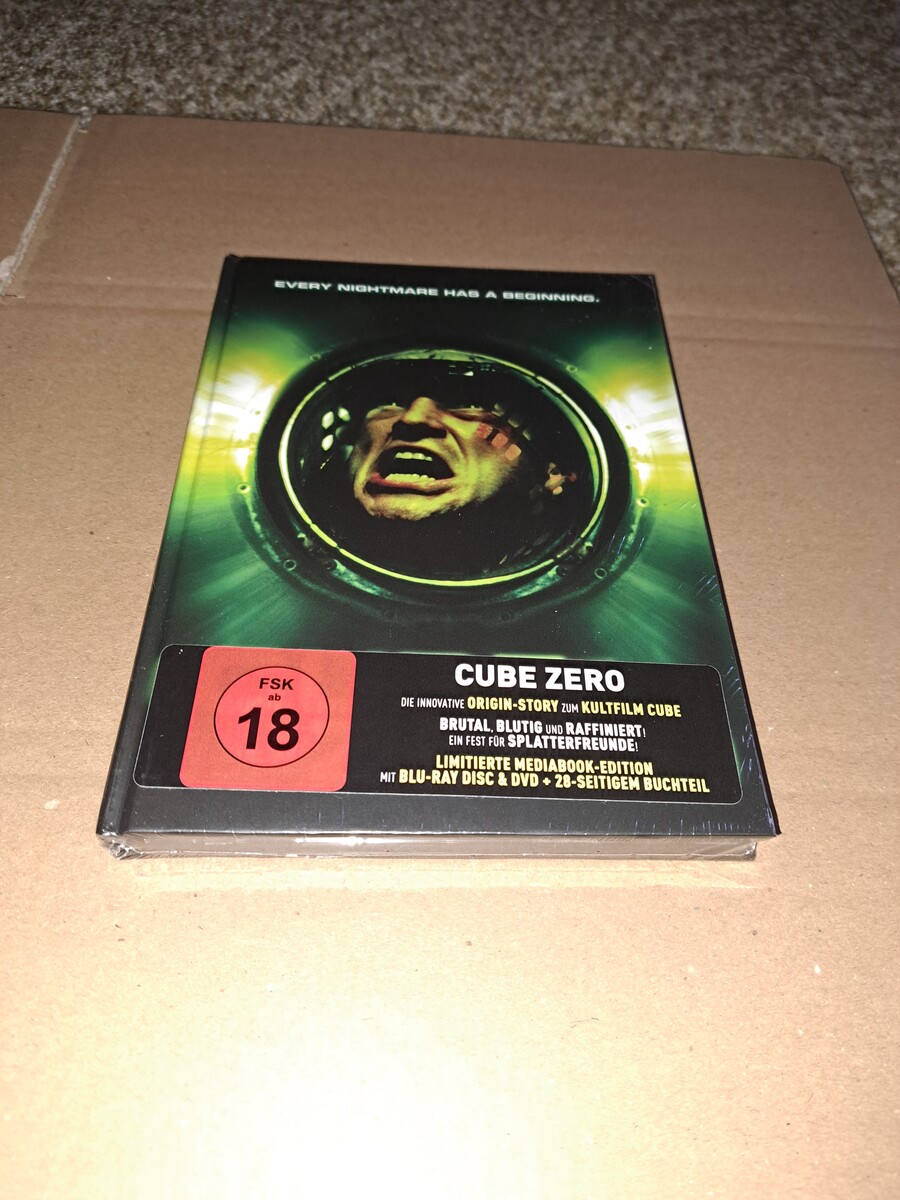 EVERY NIGHTMARE HAS A BEGINNING.
FSK
ab
18
CUBE ZERO
DIE INNOVATIVE ORIGIN-STORY ZUM KULTFILM CUBE
BRUTAL, BLUTIG UND RAFFINIERT!
EIN FEST FÜR SPLATTERFREUNDE!
LIMITIERTE MEDIABOOK-EDITION
MIT BLU-RAY DISC & DVD + 28-SEITIGEM BUCHTEIL